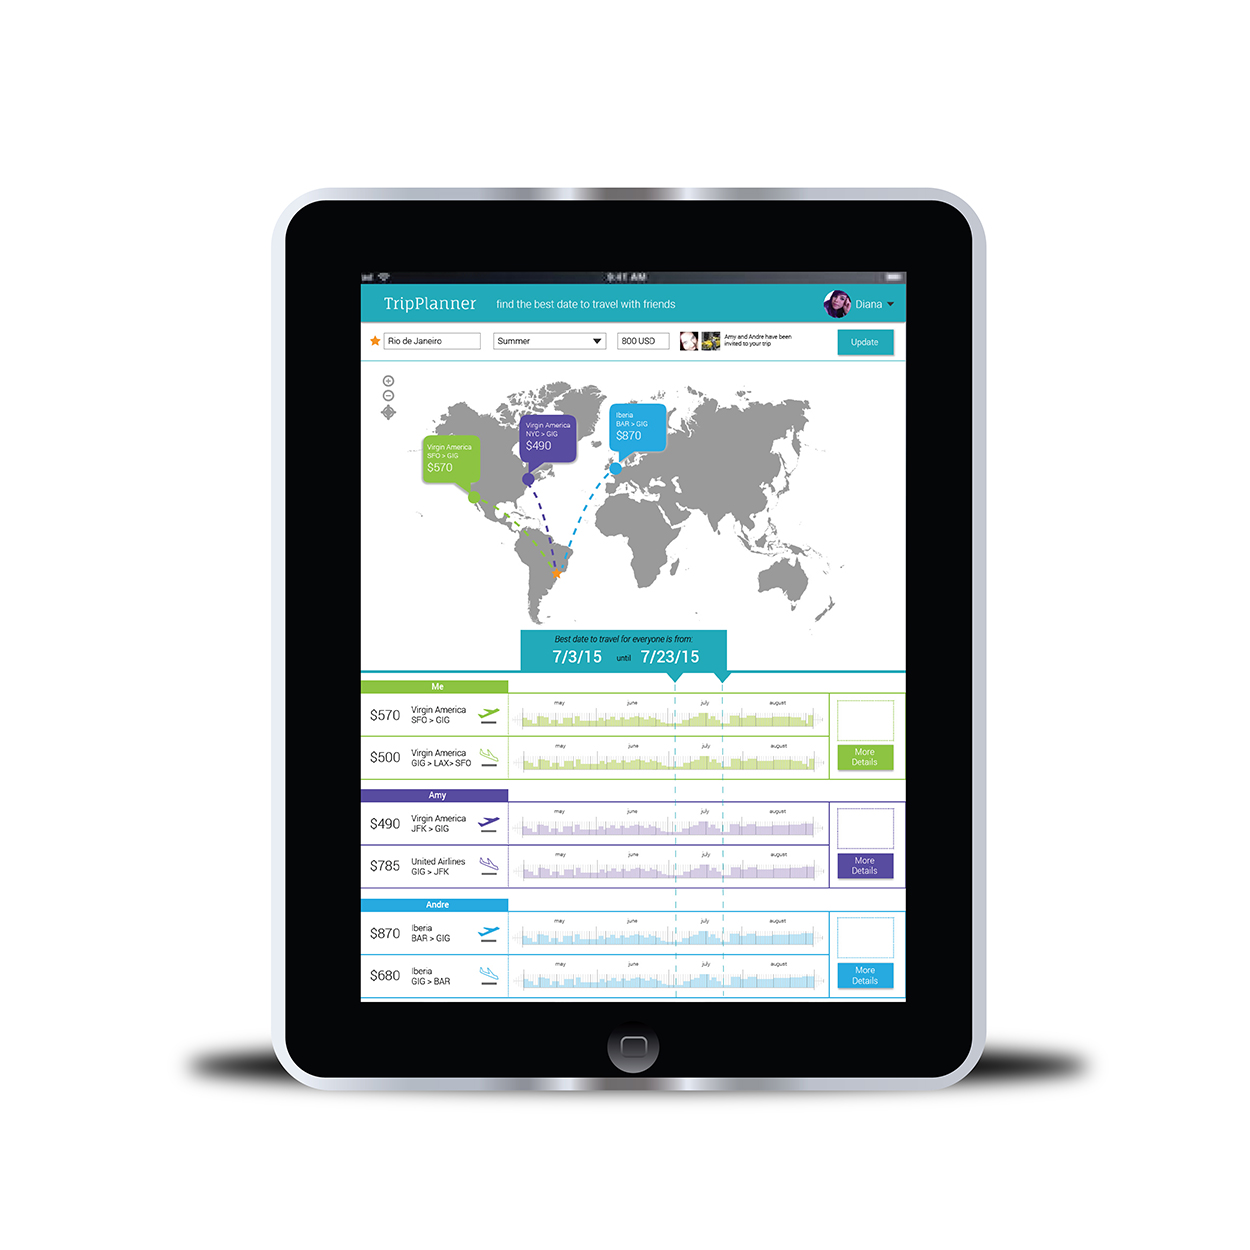 9:41 AM
TripPlanner
find the best date to travel with friends
Diana
Rio de Janeiro
Summer
800 USD
Amy and Andre have been
invited to your trip
Update
Iberia
BAR > GIG
$870
Virgin America
NYC > GIG
$490
Virgin America
SFO > GIG
$570
Best date to travel for everyone is from:
7/3/15 until 7/23/15
Me
$570
Virgin America
SFO > GIG
may june july august
$500
Virgin America
GIG > LAX> SFO
may june july august
More
Details
Amy
$490
Virgin America
JFK > GIG
may june july august
$785
United Airlines
GIG > JFK
may june july august
More
Details
Andre
$870
Iberia
BAR > GIG
may june july august
$680
Iberia
GIG > BAR
may june july august
More
Details